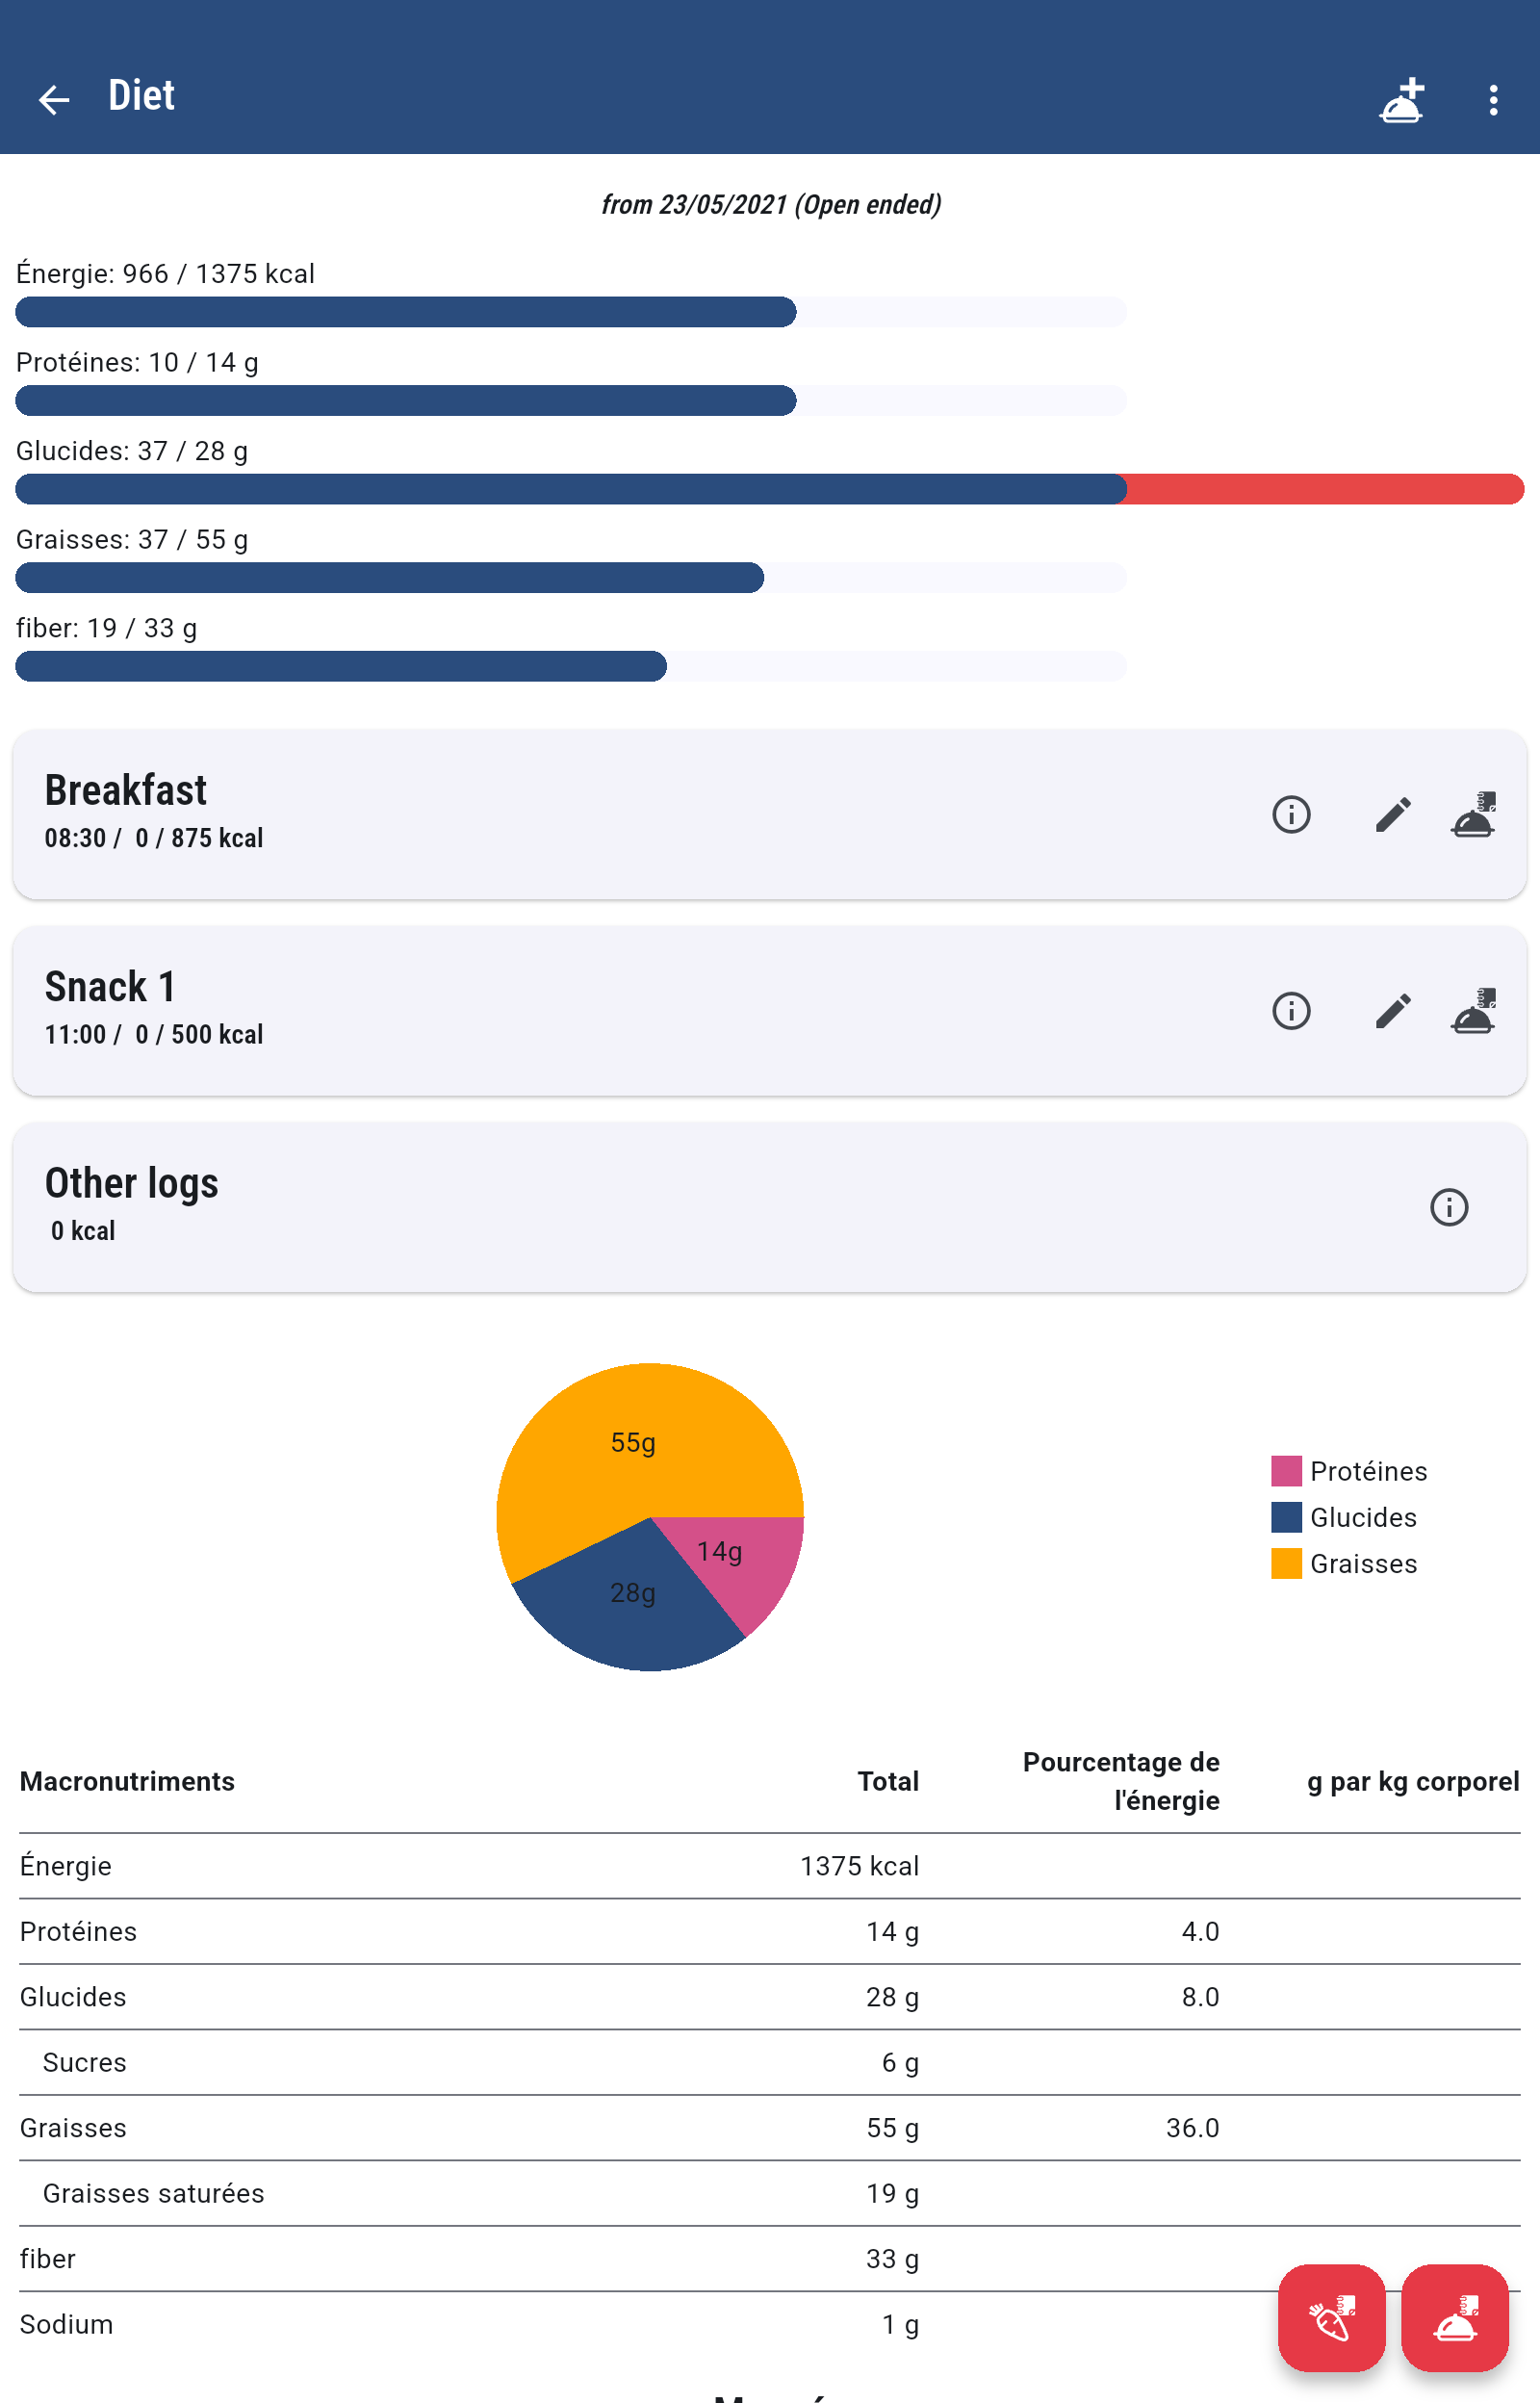 Diet
from 23/05/2021 (Open ended)
Énergie: 966 / 1375 kcal
Protéines: 10 / 14 g
Glucides: 37 / 28 g
Graisses: 37 / 55 g
fiber: 19 / 33 g
Breakfast
08:30 / 0 / 875 kcal
Snack 1
11:00 / 0 / 500 kcal
Other logs
0 kcal
55g
14g
28g
Protéines
Glucides
Graisses
Macronutriments Total Pourcentage de l'énergie g par kg corporel
Énergie 1375 kcal
Protéines 14 g 4.0
Glucides 28 g 8.0
Sucres 6 g
Graisses 55 g 36.0
Graisses saturées 19 g
fiber 33 g
Sodium 1 g